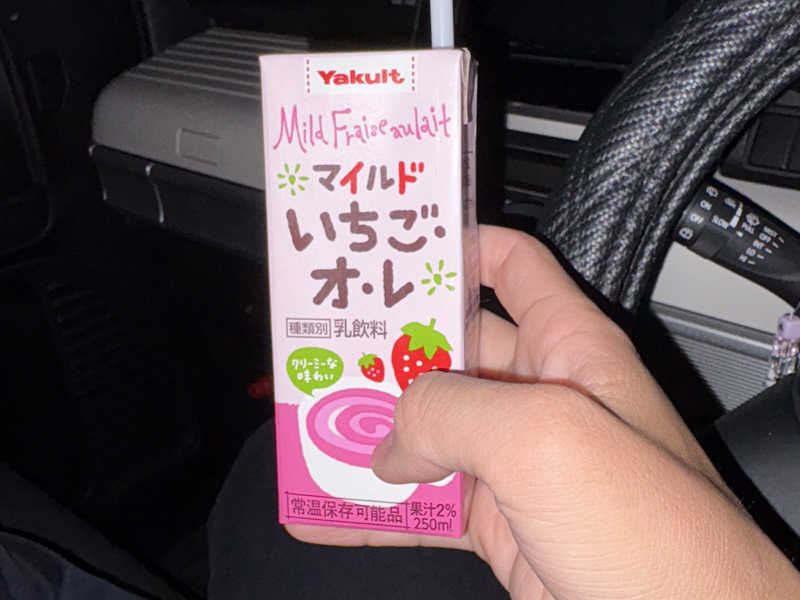 Yakult
Mild Fraise au lait
マイルド
いちご・
オ・レ
種類別 乳飲料
クリーミーな
味わい
常温保存可能品 果汁2%
250ml